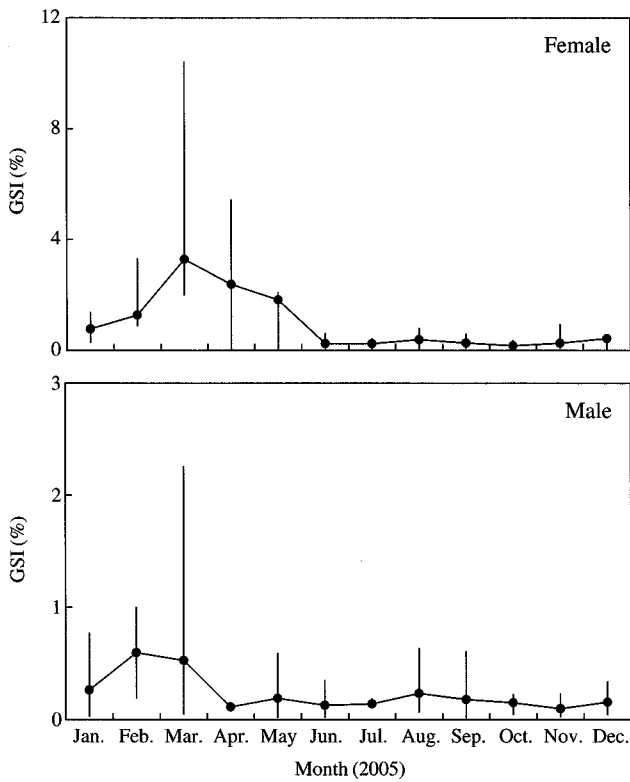 12
Female
8
GSI (%)
4
0
3
Male
2
GSI (%)
1
0
Jan. Feb. Mar. Apr. May Jun. Jul. Aug. Sep. Oct. Nov. Dec.
Month (2005)